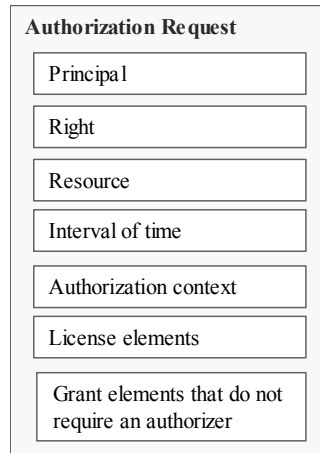 Authorization Request
Principal
Right
Resource
Interval of time
Authorization context
License elements
Grant elements that do not
require an authorizer